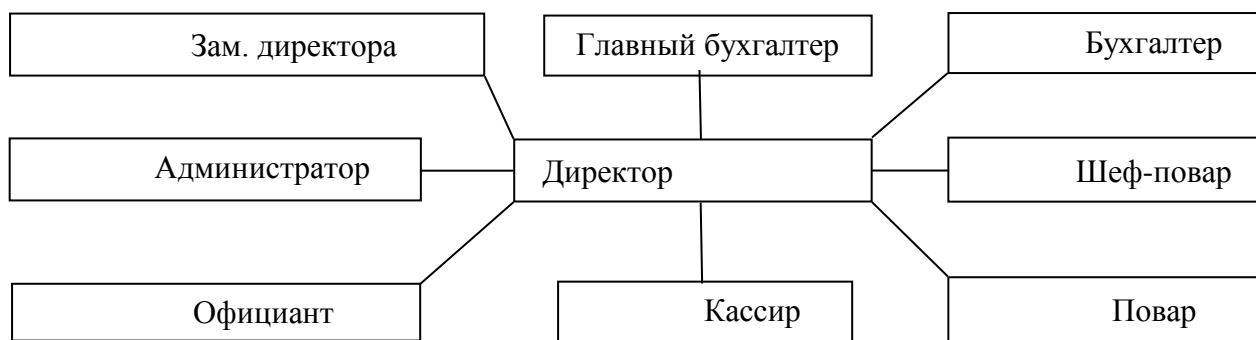 Зам. директора
Главный бухгалтер
Бухгалтер
Администратор
Директор
Шеф-повар
Официант
Кассир
Повар